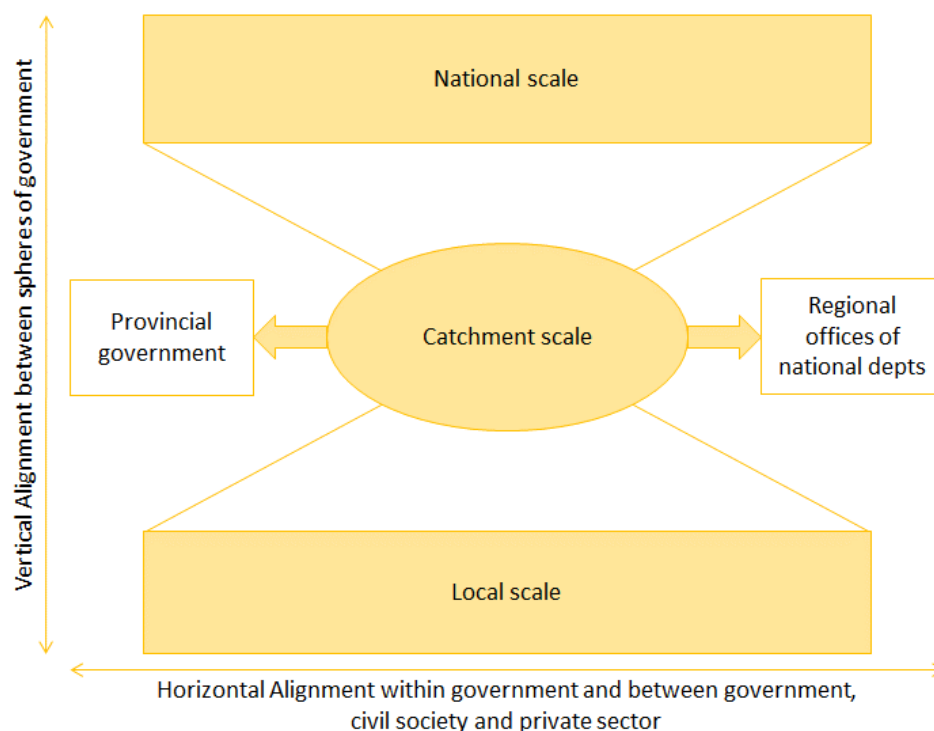 National scale
Vertical Alignment between spheres of government
Provincial
government
Catchment scale
Regional
offices of
national depts
Local scale
Horizontal Alignment within government and between government,
civil society and private sector